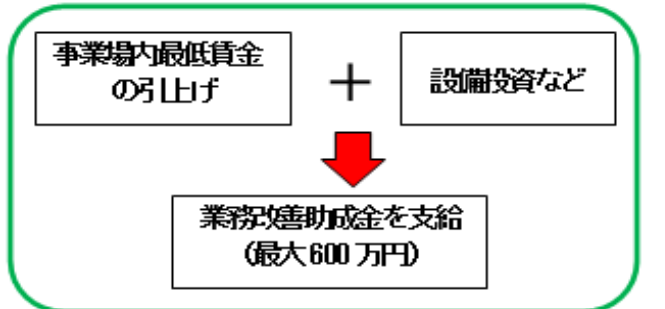 事業場内最低賃金
の引上げ
＋
設備投資など
業務改善助成金を支給
(最大600万円)